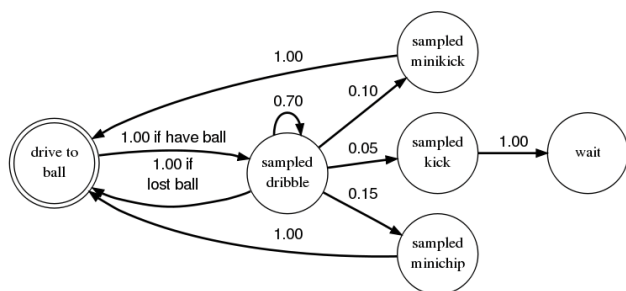 sampled
minikick
1.00
0.70
0.10
drive to
ball
1.00 if have ball
1.00 if
lost ball
sampled
dribble
0.05
sampled
kick
1.00
wait
0.15
1.00
sampled
minichip